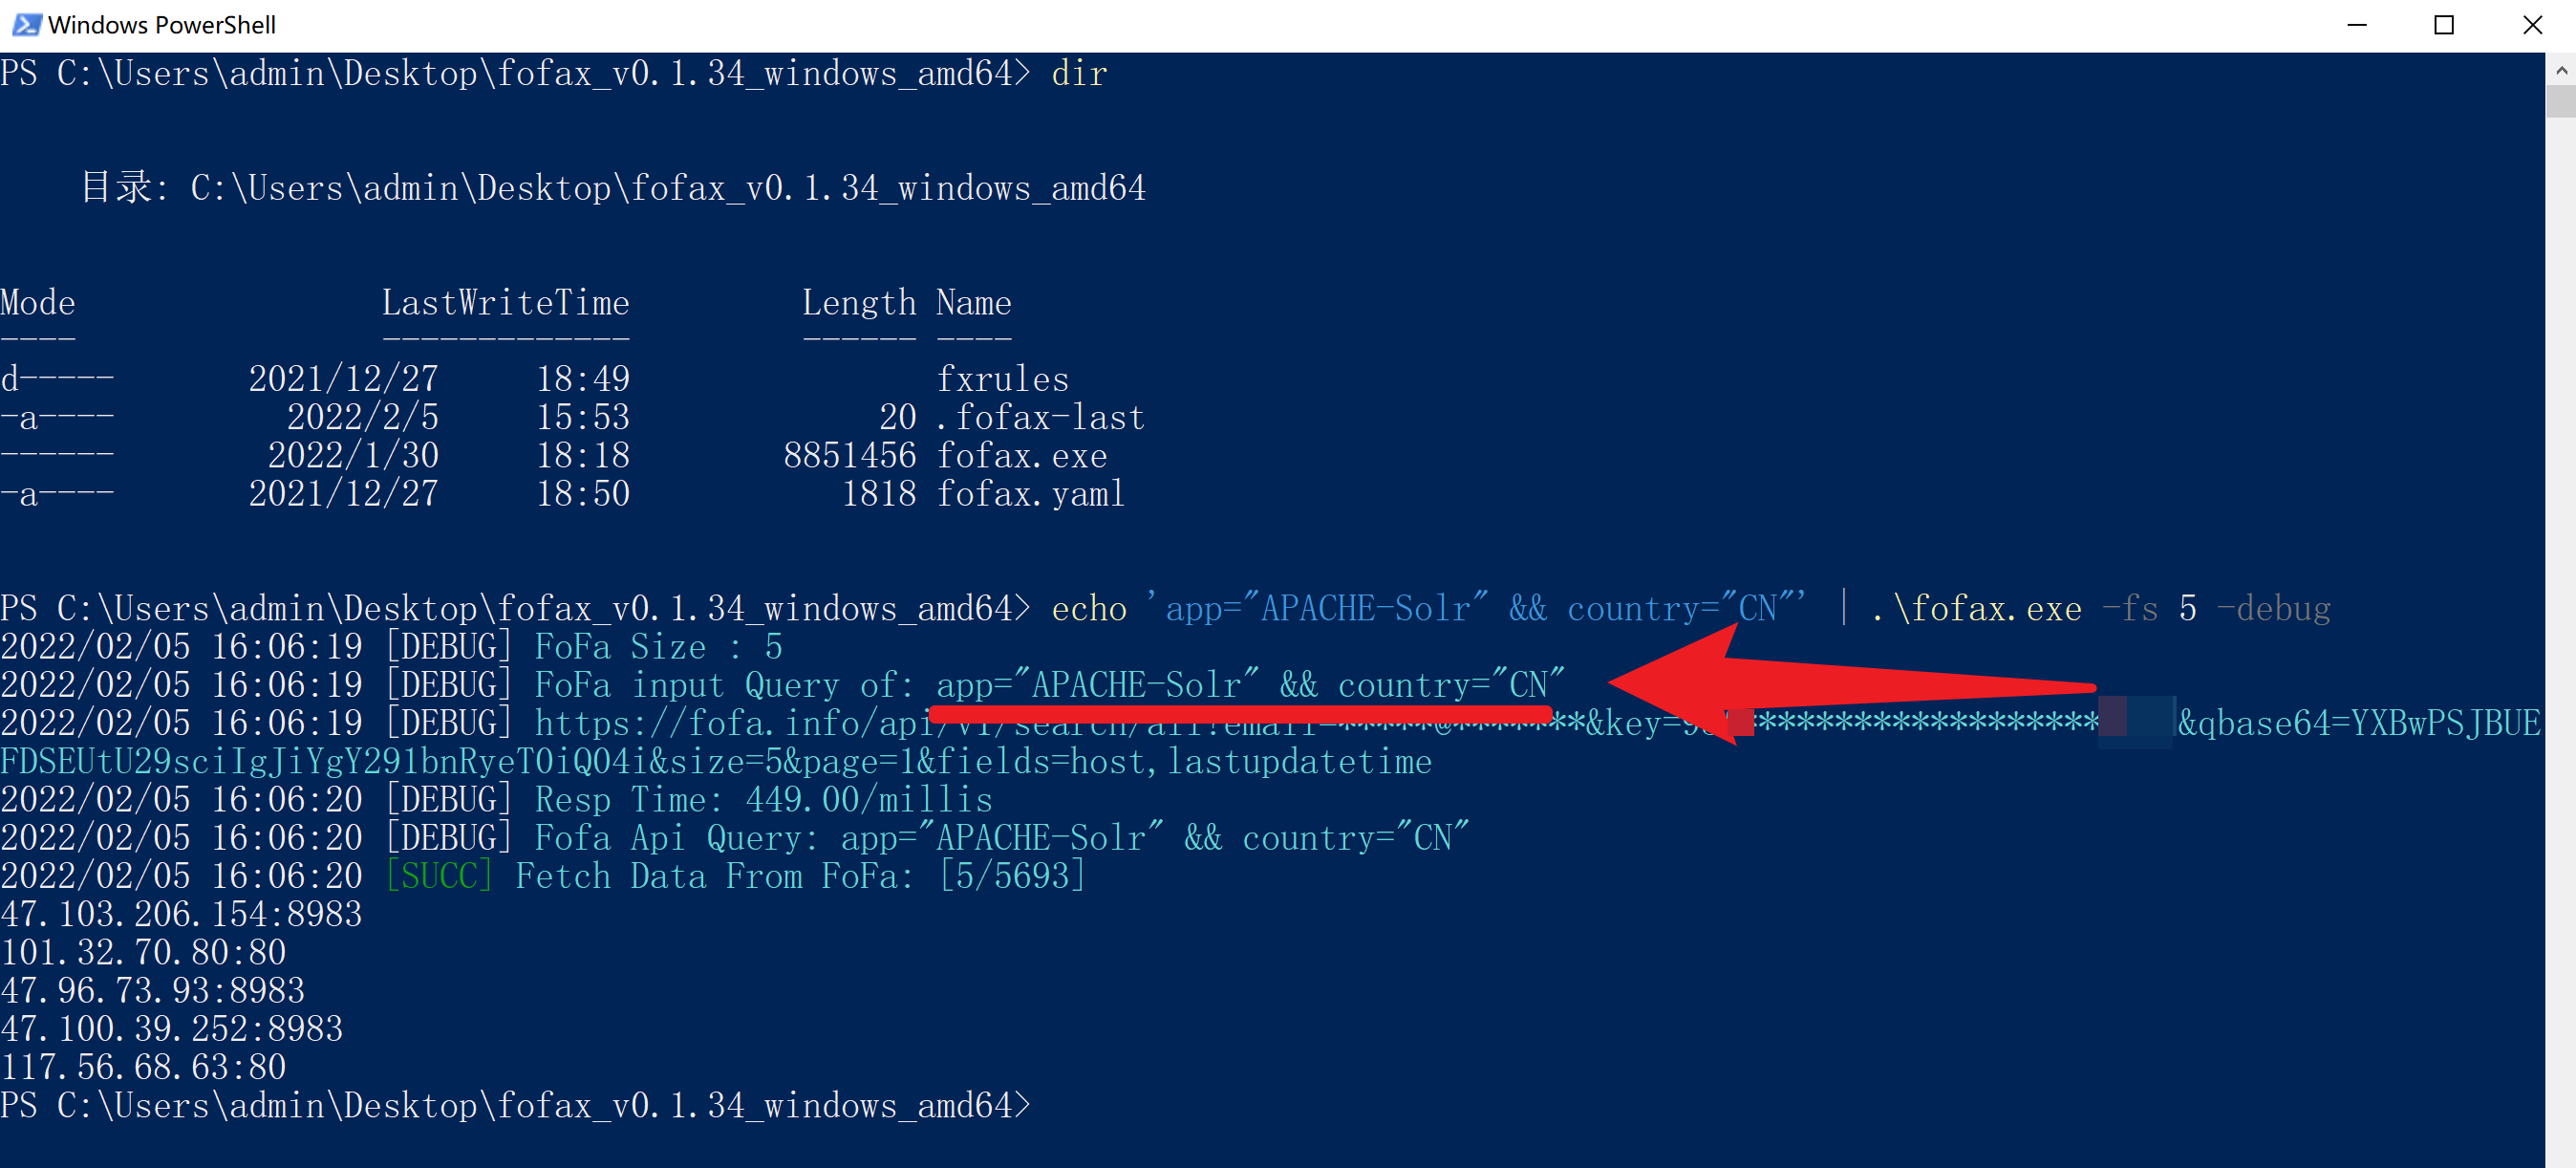 Windows PowerShell
PS C:\Users\admin\Desktop\fofax_v0.1.34_windows_amd64> dir
目录: C:\Users\admin\Desktop\fofax_v0.1.34_windows_amd64
Mode LastWriteTime Length Name
---- ------------- ------ ----
d----- 2021/12/27 18:49 fxrules
-a---- 2022/2/5 15:53 20 .fofax-last
------ 2022/1/30 18:18 8851456 fofax.exe
-a---- 2021/12/27 18:50 1818 fofax.yaml
PS C:\Users\admin\Desktop\fofax_v0.1.34_windows_amd64> echo 'app="APACHE-Solr" && country="CN"' | .\fofax.exe -fs 5 -debug
2022/02/05 16:06:19 [DEBUG] FoFa Size : 5
2022/02/05 16:06:19 [DEBUG] FoFa input Query of: app="APACHE-Solr" && country="CN"
2022/02/05 16:06:19 [DEBUG] https://fofa.info/api/v1/search/all?email=*****@*******&key= ******************&qbase64=YXBwPSJBUE
FDSEUtU29sciIgJiYgY291bnRyeT0iQ04i&size=5&page=1&fields=host,lastupdatetime
2022/02/05 16:06:20 [DEBUG] Resp Time: 449.00/millis
2022/02/05 16:06:20 [DEBUG] Fofa Api Query: app="APACHE-Solr" && country="CN"
2022/02/05 16:06:20 [SUCC] Fetch Data From FoFa: [5/5693]
47.103.206.154:8983
101.32.70.80:80
47.96.73.93:8983
47.100.39.252:8983
117.56.68.63:80
PS C:\Users\admin\Desktop\fofax_v0.1.34_windows_amd64>